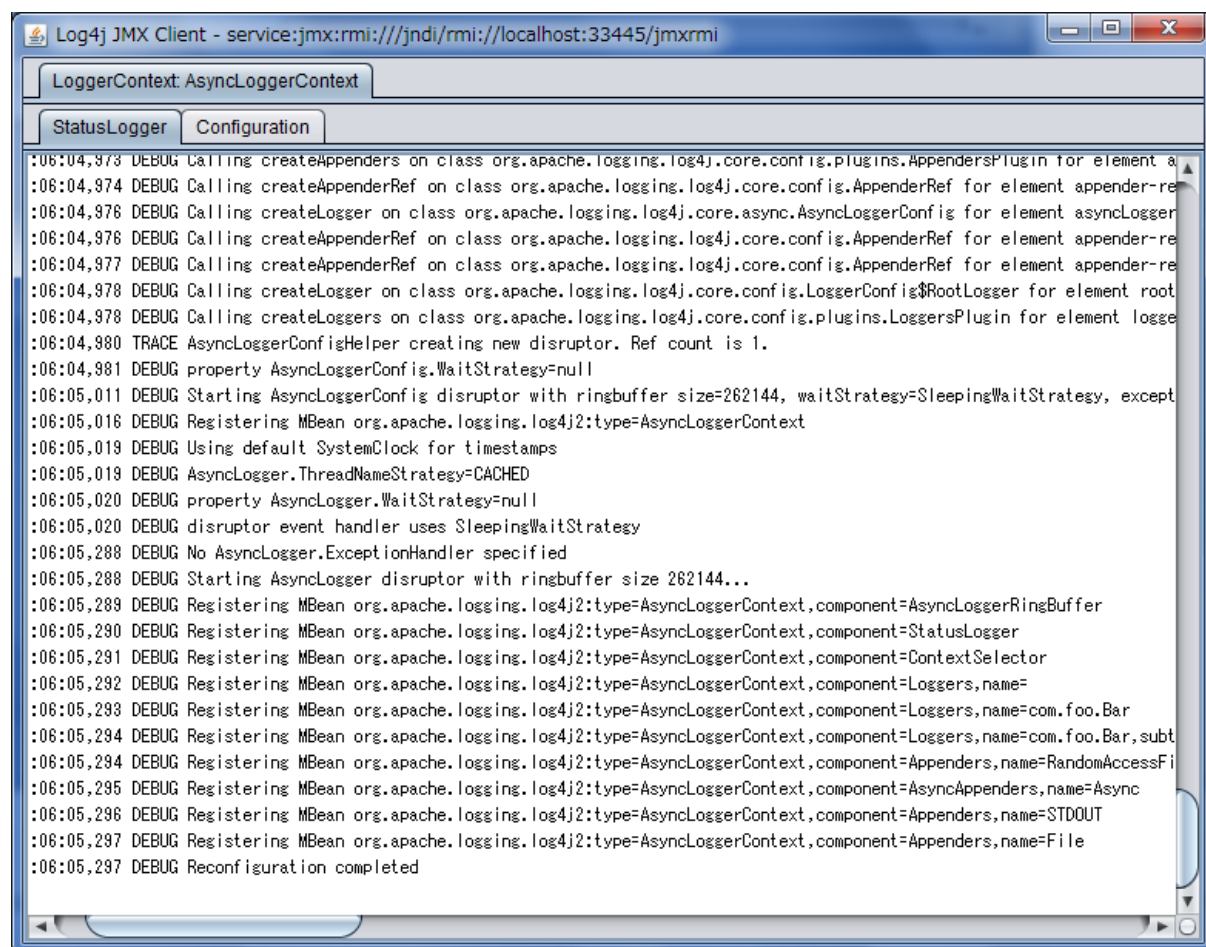 Log4j JMX Client - service:jmx:rmi:///jndi/rmi://localhost:33445/jmxrmi
LoggerContext: AsyncLoggerContext
StatusLogger Configuration
:06:04,973 DEBUG Calling createAppenders on class org.apache.logging.log4j.core.config.plugins.AppendersPlugin for element a
:06:04,974 DEBUG Calling createAppenderRef on class org.apache.logging.log4j.core.config.AppenderRef for element appender-re
:06:04,976 DEBUG Calling createLogger on class org.apache.logging.log4j.core.async.AsyncLoggerConfig for element asyncLogger
:06:04,976 DEBUG Calling createAppenderRef on class org.apache.logging.log4j.core.config.AppenderRef for element appender-re
:06:04,977 DEBUG Calling createAppenderRef on class org.apache.logging.log4j.core.config.AppenderRef for element appender-re
:06:04,978 DEBUG Calling createLogger on class org.apache.logging.log4j.core.config.LoggerConfig$RootLogger for element root
:06:04,978 DEBUG Calling createLoggers on class org.apache.logging.log4j.core.config.plugins.LoggersPlugin for element logge
:06:04,980 TRACE AsyncLoggerConfigHelper creating new disruptor. Ref count is 1.
:06:04,981 DEBUG property AsyncLoggerConfig.WaitStrategy=null
:06:05,011 DEBUG Starting AsyncLoggerConfig disruptor with ringbuffer size=262144, waitStrategy=SleepingWaitStrategy, except
:06:05,016 DEBUG Registering MBean org.apache.logging.log4j2:type=AsyncLoggerContext
:06:05,019 DEBUG Using default SystemClock for timestamps
:06:05,019 DEBUG AsyncLogger.ThreadNameStrategy=CACHED
:06:05,020 DEBUG property AsyncLogger.WaitStrategy=null
:06:05,020 DEBUG disruptor event handler uses SleepingWaitStrategy
:06:05,288 DEBUG No AsyncLogger.ExceptionHandler specified
:06:05,288 DEBUG Starting AsyncLogger disruptor with ringbuffer size 262144...
:06:05,289 DEBUG Registering MBean org.apache.logging.log4j2:type=AsyncLoggerContext,component=AsyncLoggerRingBuffer
:06:05,290 DEBUG Registering MBean org.apache.logging.log4j2:type=AsyncLoggerContext,component=StatusLogger
:06:05,291 DEBUG Registering MBean org.apache.logging.log4j2:type=AsyncLoggerContext,component=ContextSelector
:06:05,292 DEBUG Registering MBean org.apache.logging.log4j2:type=AsyncLoggerContext,component=Loggers,name=
:06:05,293 DEBUG Registering MBean org.apache.logging.log4j2:type=AsyncLoggerContext,component=Loggers,name=com.foo.Bar
:06:05,294 DEBUG Registering MBean org.apache.logging.log4j2:type=AsyncLoggerContext,component=Loggers,name=com.foo.Bar,subt
:06:05,294 DEBUG Registering MBean org.apache.logging.log4j2:type=AsyncLoggerContext,component=Appenders,name=RandomAccessFi
:06:05,295 DEBUG Registering MBean org.apache.logging.log4j2:type=AsyncLoggerContext,component=AsyncAppenders,name=Async
:06:05,296 DEBUG Registering MBean org.apache.logging.log4j2:type=AsyncLoggerContext,component=Appenders,name=STDOUT
:06:05,297 DEBUG Registering MBean org.apache.logging.log4j2:type=AsyncLoggerContext,component=Appenders,name=File
:06:05,297 DEBUG Reconfiguration completed